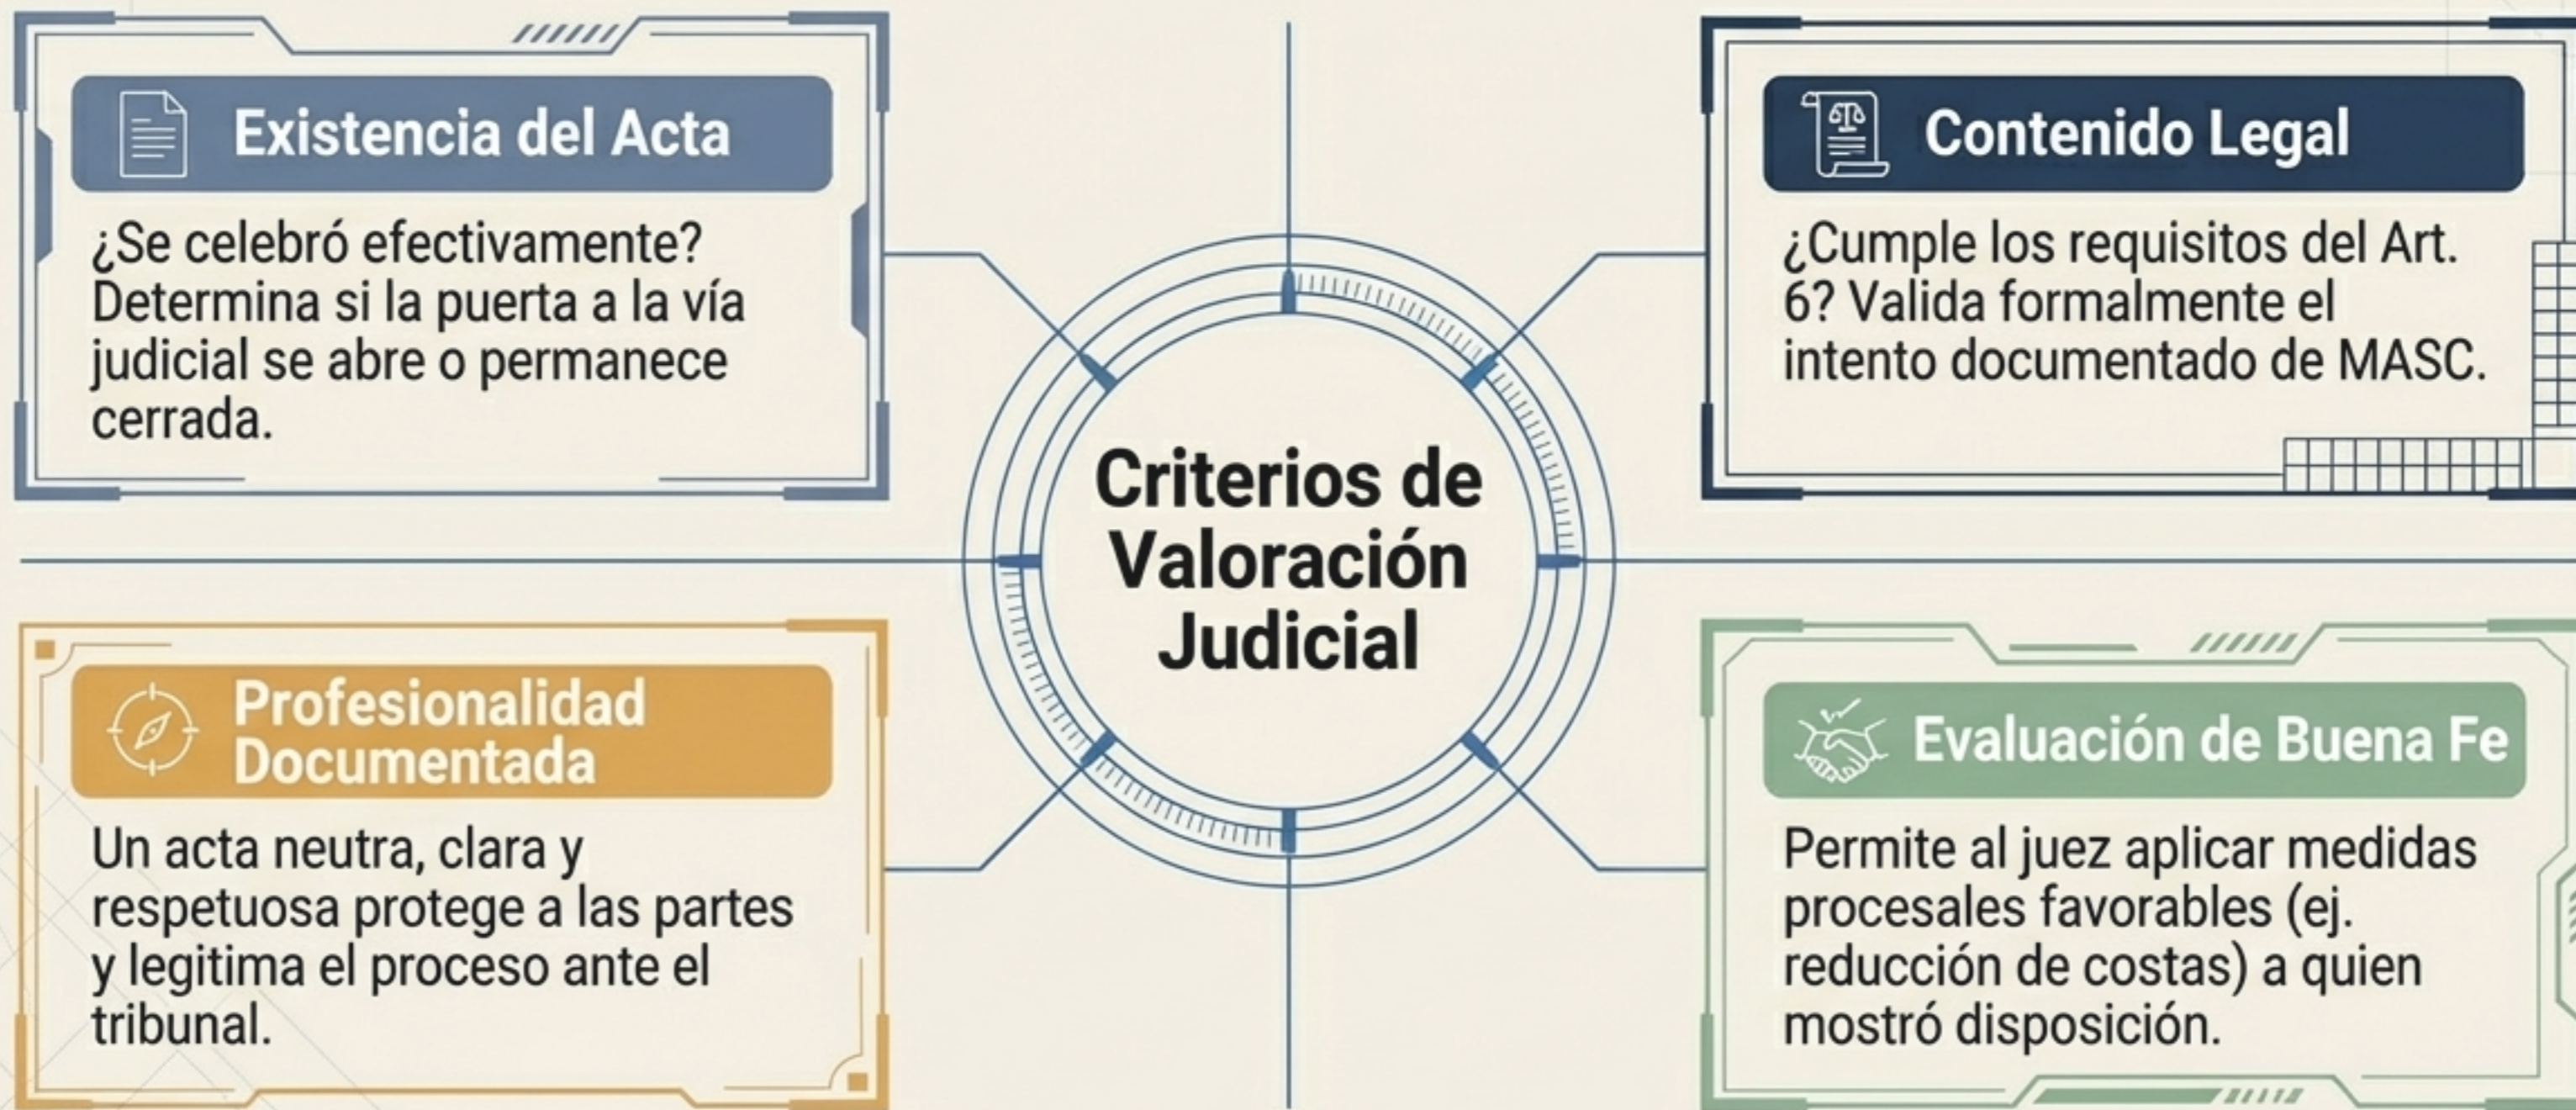 Existencia del Acta
¿Se celebró efectivamente?
Determina si la puerta a la vía
judicial se abre o permanece
cerrada.
Contenido Legal
¿Cumple los requisitos del Art.
6? Valida formalmente el
intento documentado de MASC.
Criterios de
Valoración
Judicial
Profesionalidad
Documentada
Un acta neutra, clara y
respetuosa protege a las partes
y legitima el proceso ante el
tribunal.
Evaluación de Buena Fe
Permite al juez aplicar medidas
procesales favorables (ej.
reducción de costas) a quien
mostró disposición.